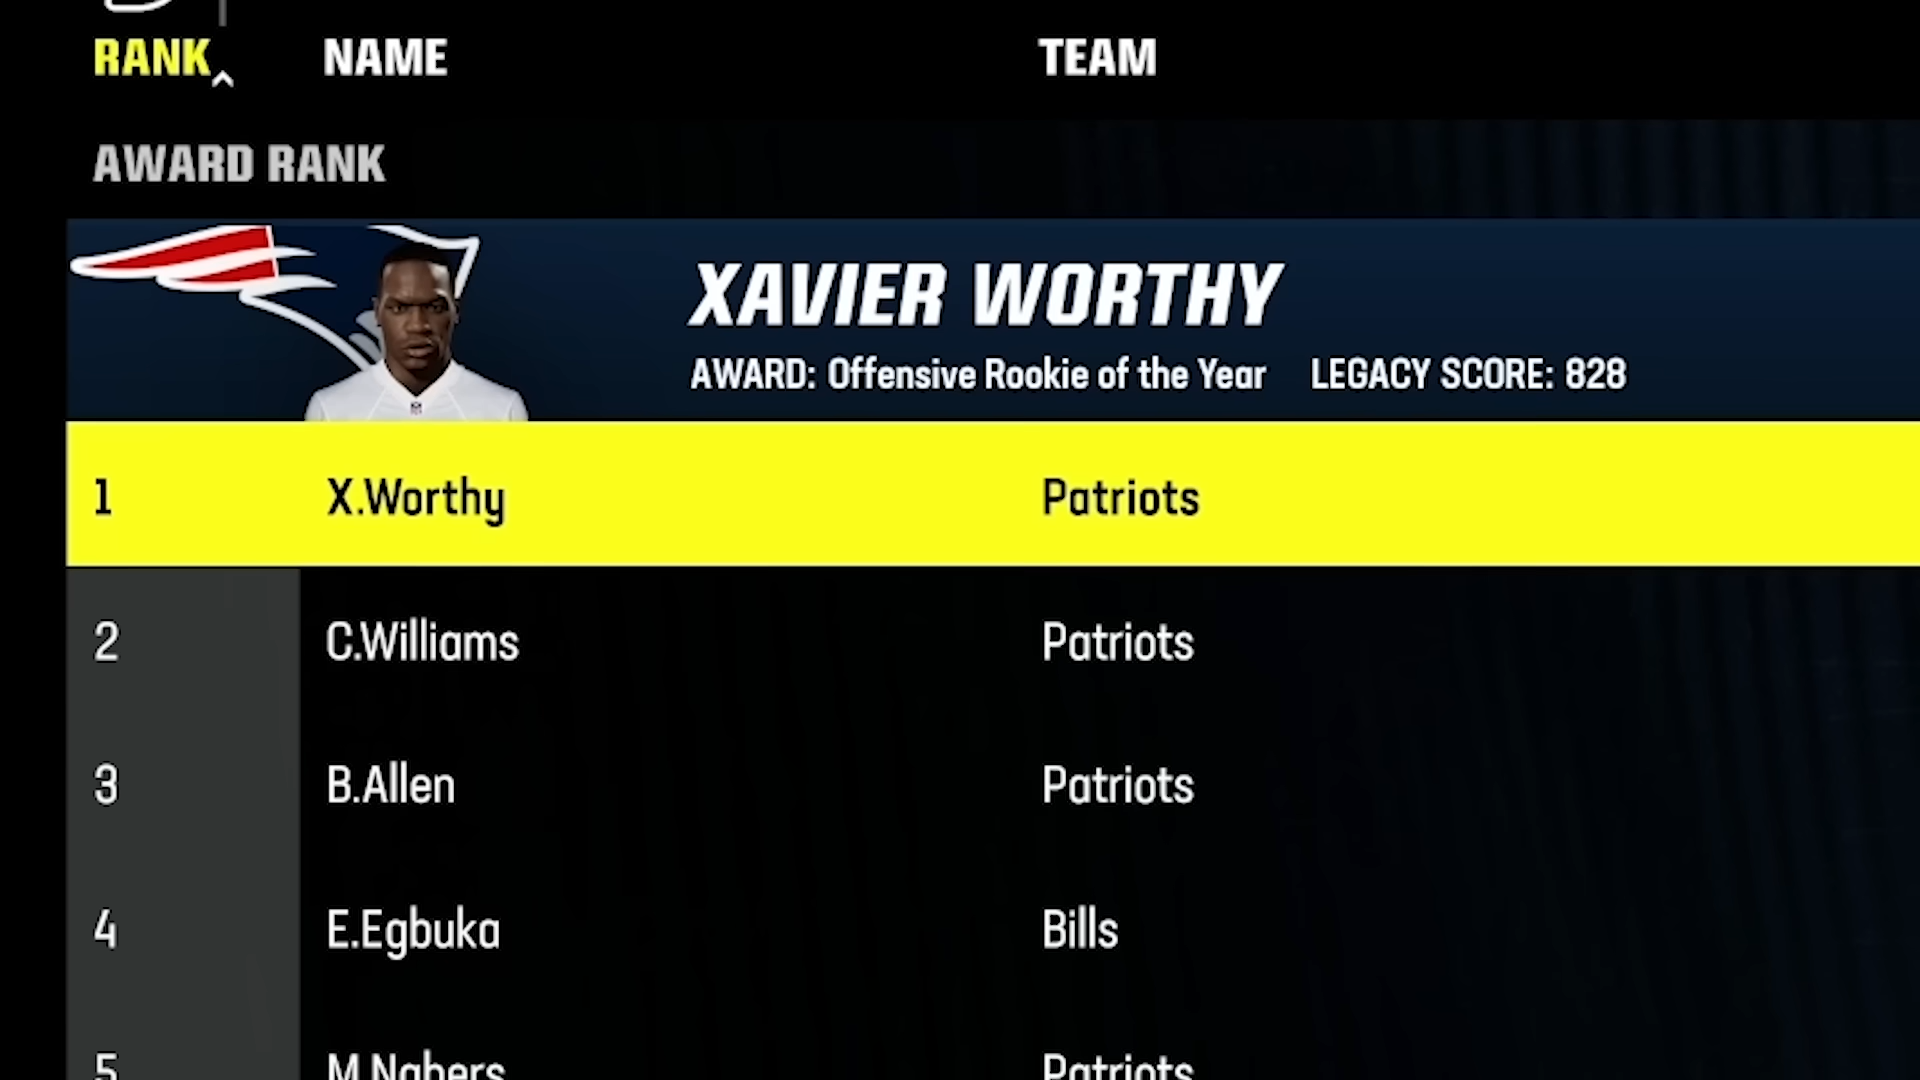 RANK NAME TEAM
AWARD RANK
XAVIER WORTHY
AWARD: Offensive Rookie of the Year LEGACY SCORE: 828
1 X.Worthy Patriots
2 C.Williams Patriots
3 B.Allen Patriots
4 E.Egbuka Bills
5 M.Nabers Patriots